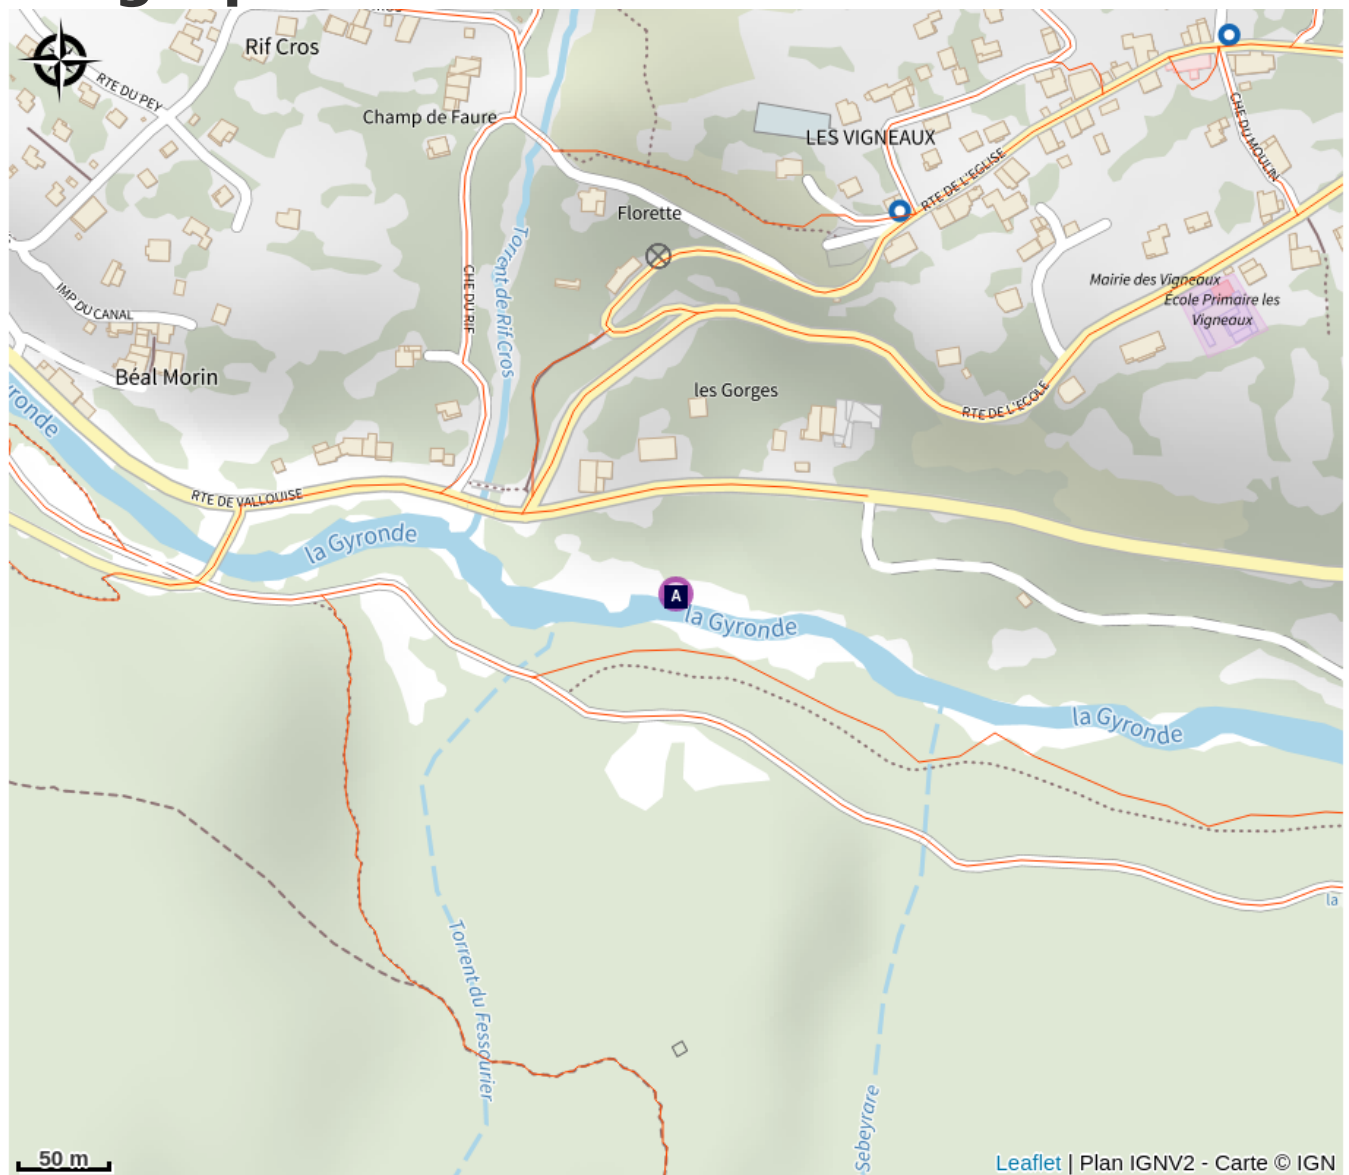 Rif Cros
RTE DU PEY
Champ de Faure
LES VIGNEAUX
CHE DU MOULIN
RTE DE L'EGLISE
Florette
Torrent de Rif Cros
CHE DU RIF
Mairie des Vigneaux
Ecole Primaire les
Vigneaux
IMP DU CANAL
Béal Morin
les Gorges
RTE DE L'ECOLE
yronde
RTE DE VALLOUISE
la Gyronde
A
la Gyronde
la Gyronde
la
Torrent du Fessourier
Sebeyrare
50 m
Leaflet | Plan IGNV2 - Carte © IGN